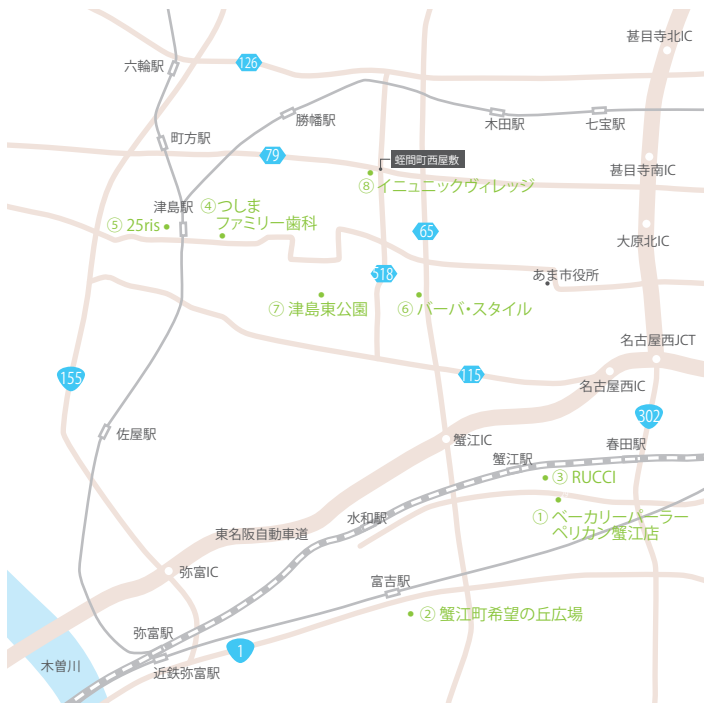 甚目寺北IC
六輪駅
126
勝幡駅
木田駅
七宝駅
町方駅
79
蛭間町西屋敷
甚目寺南IC
⑧ イニュニックヴィレッジ
津島駅
④ つしま
ファミリー歯科
⑤ 25ris
65
大原北IC
518
あま市役所
⑦ 津島東公園
⑥ バーバ・スタイル
名古屋西JCT
155
115
名古屋西IC
302
佐屋駅
蟹江IC
春田駅
蟹江駅
③ RUCCI
水和駅
① ベーカリーパーラー
ペリカン蟹江店
東名阪自動車道
弥富IC
富吉駅
② 蟹江町希望の丘広場
弥富駅
1
木曽川
近鉄弥富駅